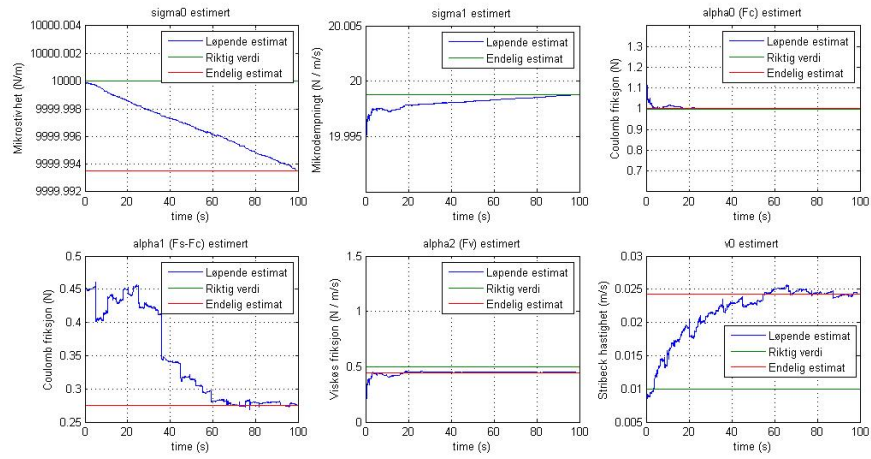 sigma0 estimert
10000.004
10000.002
10000
9999.998
9999.996
9999.994
9999.992
Mikrostivhet (N/m)
Løpende estimat
Riktig verdi
Endelig estimat
0 20 40 60 80 100
time (s)
sigma1 estimert
20.005
20
19.995
Mikrodempningt (N / m/s)
Løpende estimat
Endelig estimat
0 20 40 60 80 100
time (s)
alpha0 (Fc) estimert
1.3
1.2
1.1
1
0.9
0.8
0.7
Coulomb friksjon (N)
Løpende estimat
Riktig verdi
Endelig estimat
0 20 40 60 80 100
time (s)
alpha1 (Fs-Fc) estimert
0.5
0.45
0.4
0.35
0.3
0.25
Coulomb friksjon (N)
Løpende estimat
Riktig verdi
Endelig estimat
0 20 40 60 80 100
time (s)
alpha2 (Fv) estimert
1.5
1
0.5
0
Viskøs friksjon (N / m/s)
Løpende estimat
Riktig verdi
Endelig estimat
0 20 40 60 80 100
time (s)
v0 estimert
0.03
0.025
0.02
0.015
0.01
0.005
Stribeck hastighet (m/s)
Løpende estimat
Riktig verdi
Endelig estimat
0 20 40 60 80 100
time (s)